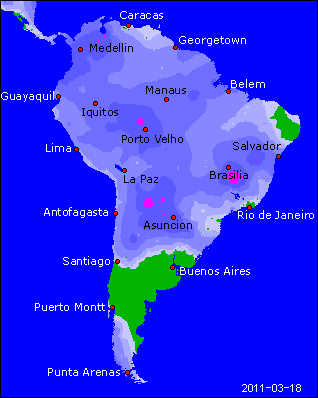 Caracas
Medellin
Georgetown
Guayaquil
Manaus
Belem
Iquitos
Porto Velho
Salvador
Lima
La Paz
Brasilia
Antofagasta
Rio de Janeiro
Asuncion
Santiago
Buenos Aires
Puerto Montt
Punta Arenas
2011-03-18